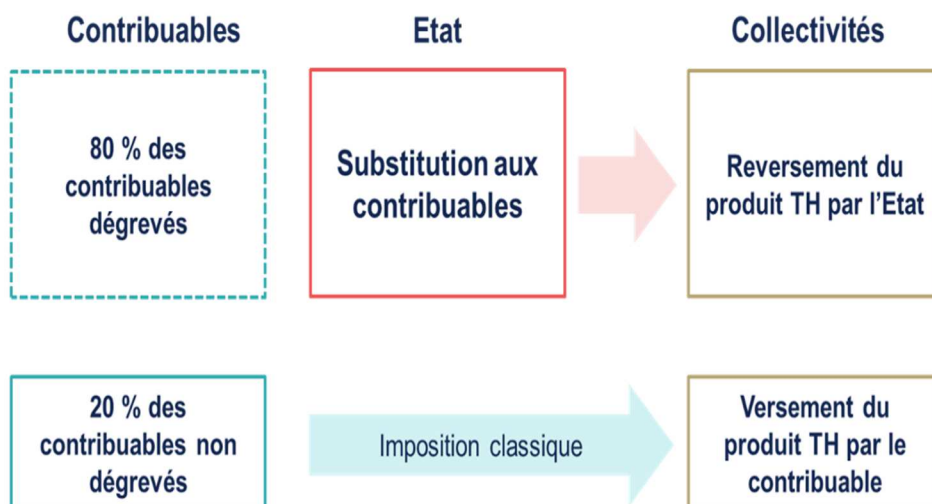 Contribuables
Etat
Collectivités
80 % des
contribuables
dégrevés
Substitution aux
contribuables
Reversement du
produit TH par l’Etat
20 % des
contribuables non
dégrevés
Imposition classique
Versement du
produit TH par le
contribuable